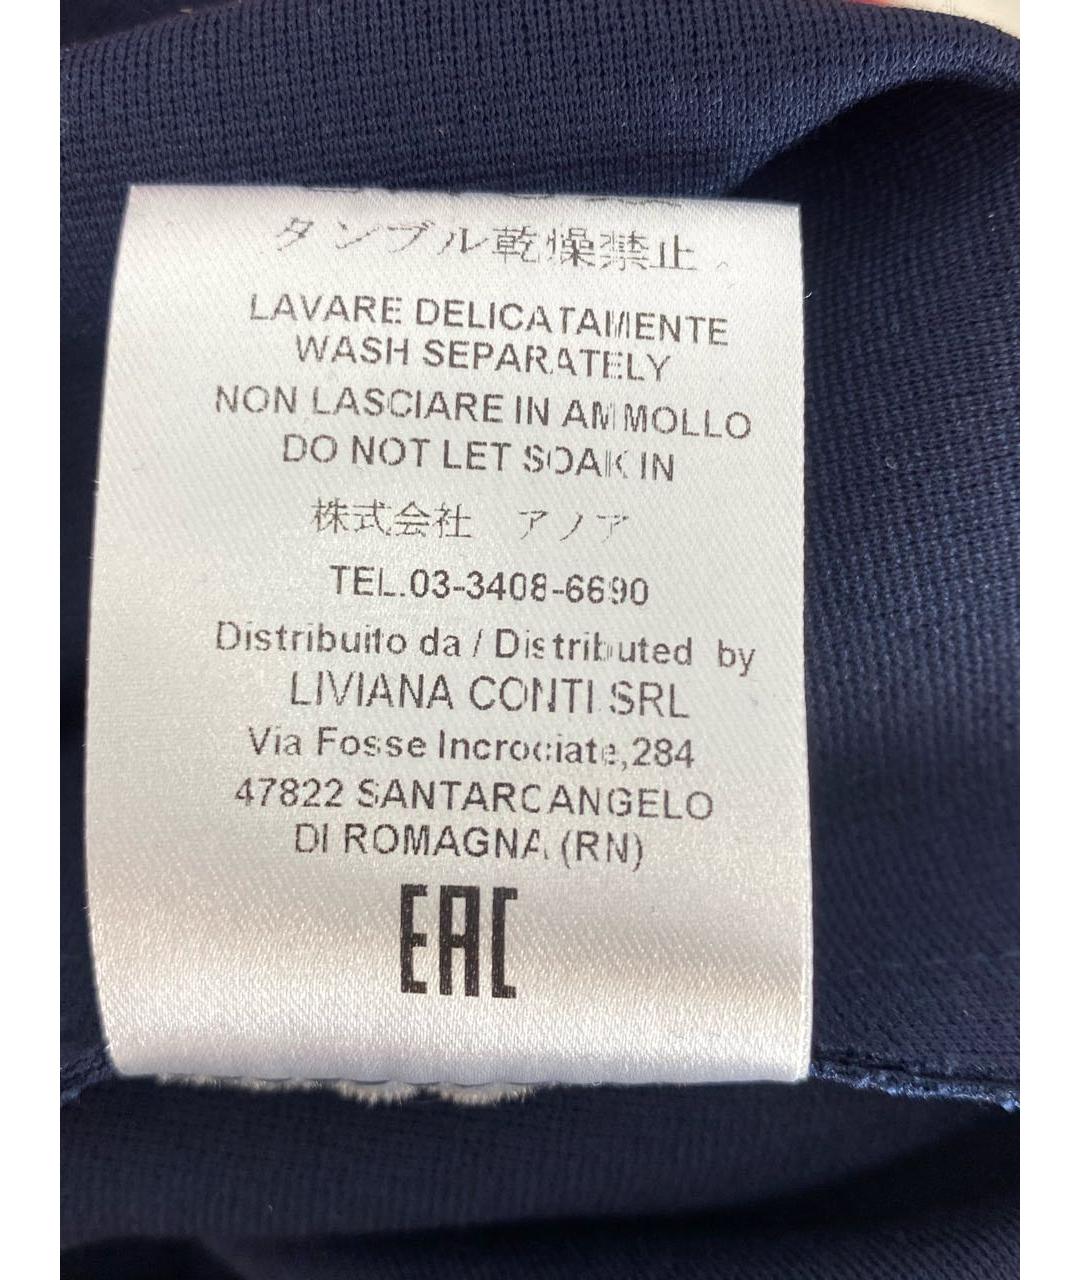 タンブル乾燥禁止。
LAVARE DELICATAMENTE
WASH SEPARATELY
NON LASCIARE IN AMMOLLO
DO NOT LET SOAK IN
株式会社 アノア
TEL.03-3408-6690
Distribuito da / Distributed by
LIVIANA CONTI SRL
Via Fosse Incrociate,284
47822 SANTARCANGELO
DI ROMAGNA (RN)
EAC